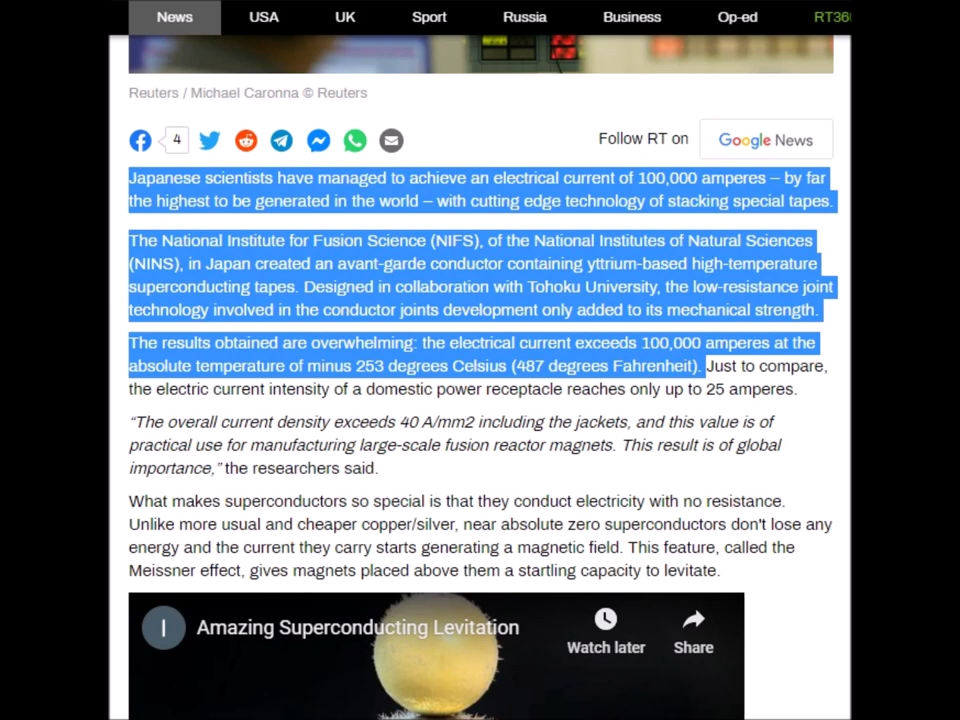 News USA UK Sport Russia Business Op-ed RT36
Reuters / Michael Caronna © Reuters
4
Follow RT on Google News
Japanese scientists have managed to achieve an electrical current of 100,000 amperes – by far
the highest to be generated in the world – with cutting edge technology of stacking special tapes.
The National Institute for Fusion Science (NIFS), of the National Institutes of Natural Sciences
(NINS), in Japan created an avant-garde conductor containing yttrium-based high-temperature
superconducting tapes. Designed in collaboration with Tohoku University, the low-resistance joint
technology involved in the conductor joints development only added to its mechanical strength.
The results obtained are overwhelming: the electrical current exceeds 100,000 amperes at the
absolute temperature of minus 253 degrees Celsius (487 degrees Fahrenheit). Just to compare,
the electric current intensity of a domestic power receptacle reaches only up to 25 amperes.
“The overall current density exceeds 40 A/mm2 including the jackets, and this value is of
practical use for manufacturing large-scale fusion reactor magnets. This result is of global
importance,” the researchers said.
What makes superconductors so special is that they conduct electricity with no resistance.
Unlike more usual and cheaper copper/silver, near absolute zero superconductors don't lose any
energy and the current they carry starts generating a magnetic field. This feature, called the
Meissner effect, gives magnets placed above them a startling capacity to levitate.
I Amazing Superconducting Levitation
Watch later Share